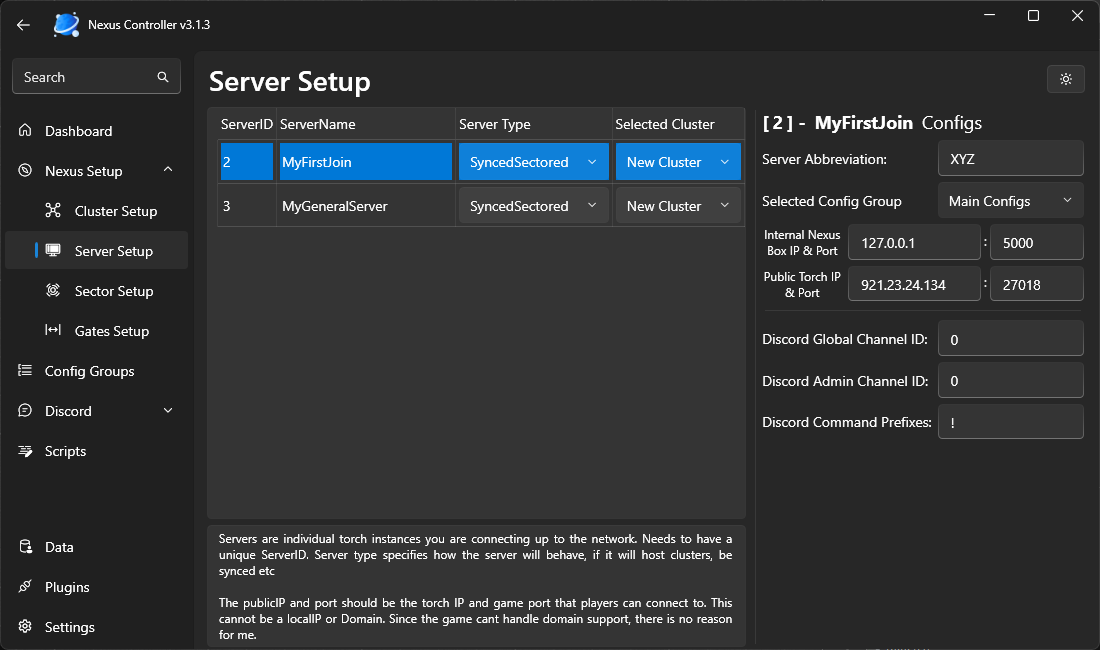 Nexus Controller v3.1.3
Search
Dashboard
Nexus Setup
Cluster Setup
Server Setup
Sector Setup
Gates Setup
Config Groups
Discord
Scripts
Data
Plugins
Settings
Server Setup
ServerID ServerName Server Type Selected Cluster
2 MyFirstJoin SyncedSectored New Cluster
3 MyGeneralServer SyncedSectored New Cluster
Servers are individual torch instances you are connecting up to the network. Needs to have a
unique ServerID. Server type specifies how the server will behave, if it will host clusters, be
synced etc
The publicIP and port should be the torch IP and game port that players can connect to. This
cannot be a localIP or Domain. Since the game cant handle domain support, there is no reason
for me.
[ 2 ] - MyFirstJoin Configs
Server Abbreviation: XYZ
Selected Config Group Main Configs
Internal Nexus
Box IP & Port
127.0.0.1 : 5000
Public Torch IP
& Port
921.23.24.134 : 27018
Discord Global Channel ID: 0
Discord Admin Channel ID: 0
Discord Command Prefixes: !